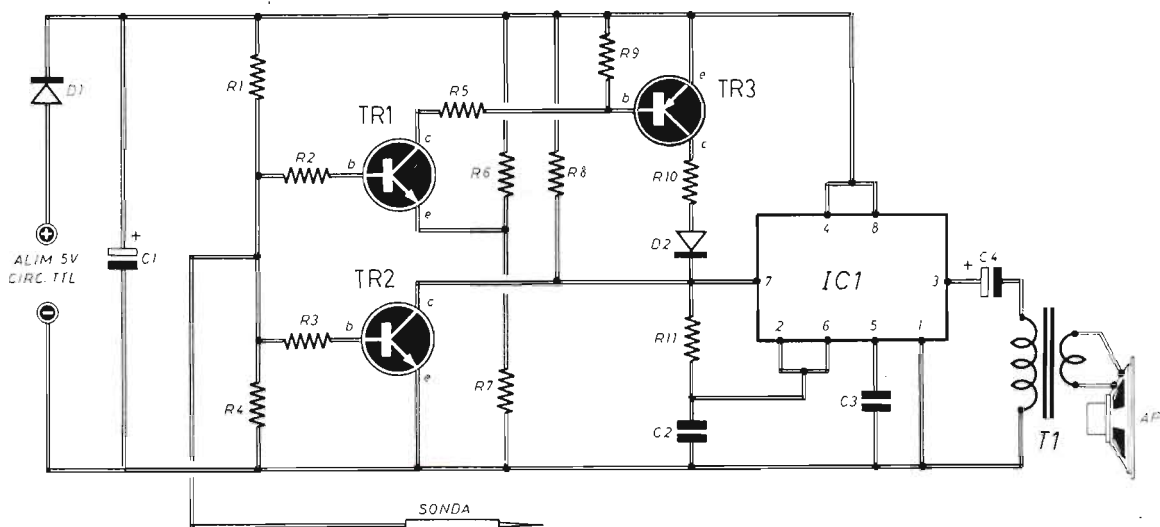 D1
R1
R2
b
TR1
c
e
R5
R6
R8
R9
b
e
TR3
c
R10
D2
4
8
7
IC1
3
2
6
5
1
+
C4
+
ALIM 5V
CIRC. TTL
-
+
C1
TR2
R3
b
c
e
R4
R7
R11
C2
C3
T1
AP
SONDA